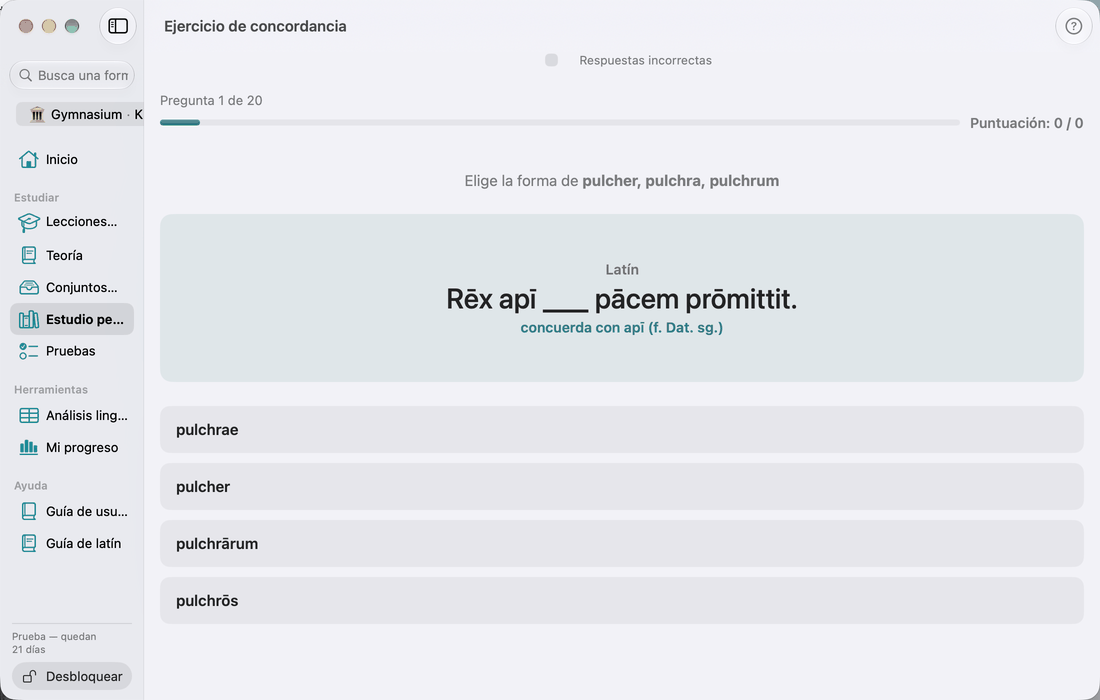 Ejercicio de concordancia
Respuestas incorrectas
Busca una
Gymnasium ·
Inicio
Estudiar
Lecciones...
Teoría
Conjuntos...
Estudio pe...
Pruebas
Herramientas
Análisis ling...
Mi progreso
Ayuda
Guía de usu...
Guía de latín
Prueba — quedan
21 días
Desbloquear
Pregunta 1 de 20
Puntuación: 0 / 0
Elige la forma de pulcher, pulchra, pulchrum
Latín
Rēx apī ____ pācem prōmittit.
concuerda con apī (f. Dat. sg.)
pulchrae
pulcher
pulchrārum
pulchrōs